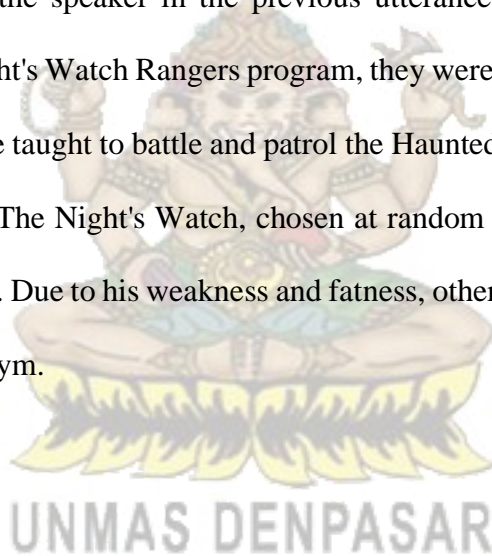 the speaker in the previous utterance
ht's Watch Rangers program, they were
e taught to battle and patrol the Haunted
The Night's Watch, chosen at random
. Due to his weakness and fatness, other
ym.
UNMAS DENPASAR